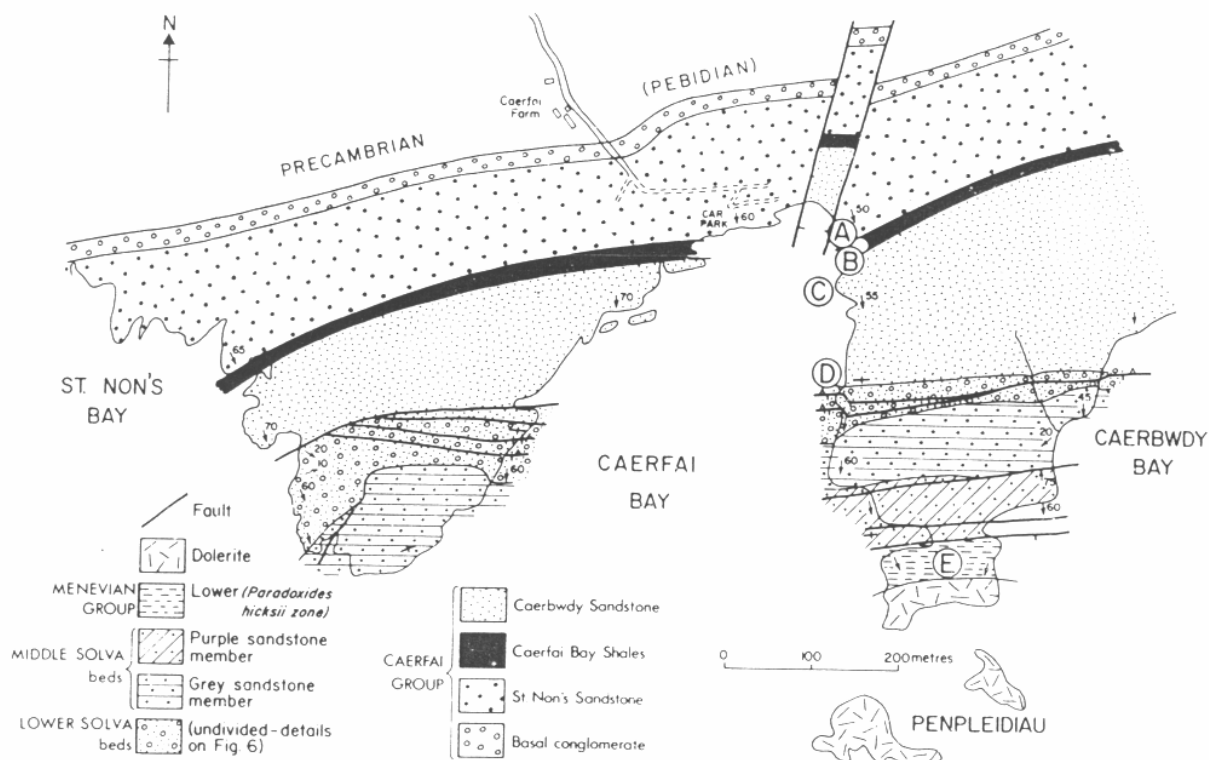 N
(PEBIDIAN)
Caerfai
Farm
PRECAMBRIAN
CAR
PARK
60
50
A
B
C
70
55
65
ST. NON'S
BAY
D
70
20
60
60
CAERFAI
BAY
45
20
60
CAERBWDY
BAY
75
60
E
Fault
Dolerite
MENEVIAN
GROUP
Lower (Paradoxides
hicksii zone)
MIDDLE SOLVA
beds
Purple sandstone
member
Grey sandstone
member
LOWER SOLVA
beds
(undivided-details
on Fig. 6)
CAERFAI
GROUP
Caerbwdy Sandstone
Caerfai Bay Shales
St Non's Sandstone
Basal conglomerate
0 100 200 metres
PENPLEIDIAU